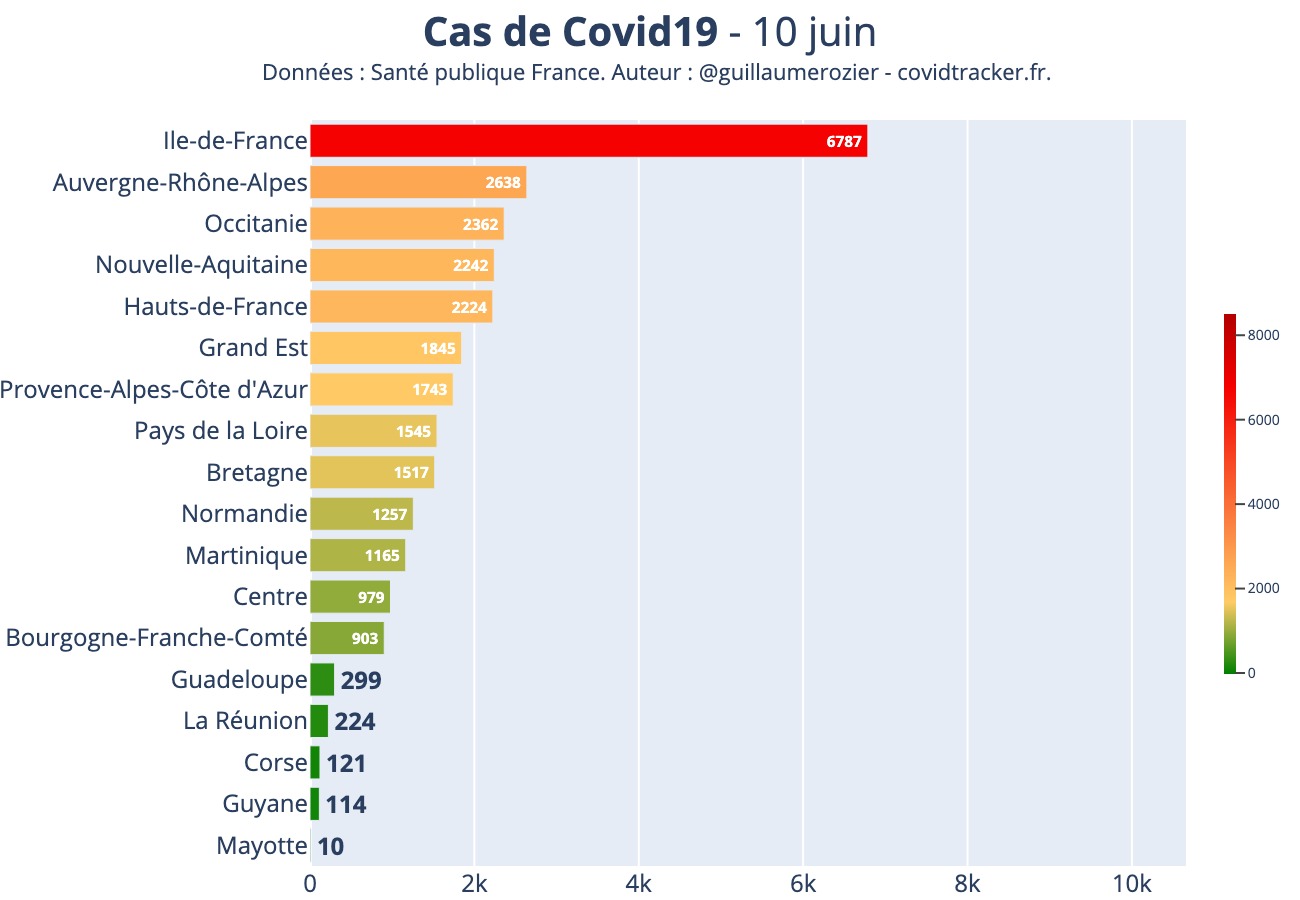 Cas de Covid19 - 10 juin
Données : Santé publique France. Auteur : @guillaumerozier - covidtracker.fr.
Ile-de-France 6787
Auvergne-Rhône-Alpes 2638
Occitanie 2362
Nouvelle-Aquitaine 2242
Hauts-de-France 2224
Grand Est 1845
Provence-Alpes-Côte d'Azur 1743
Pays de la Loire 1545
Bretagne 1517
Normandie 1257
Martinique 1165
Centre 979
Bourgogne-Franche-Comté 903
Guadeloupe 299
La Réunion 224
Corse 121
Guyane 114
Mayotte 10
0 2k 4k 6k 8k 10k
8000
6000
4000
2000
0